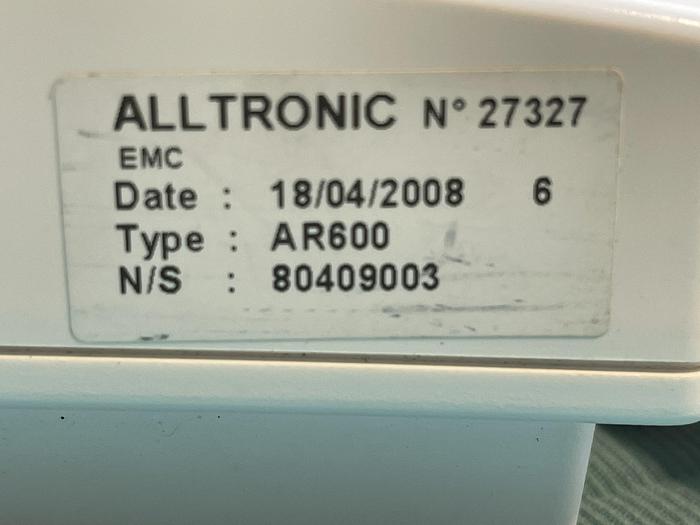 ALLTRONIC N° 27327
EMC
Date : 18/04/2008 6
Type : AR600
N/S : 80409003